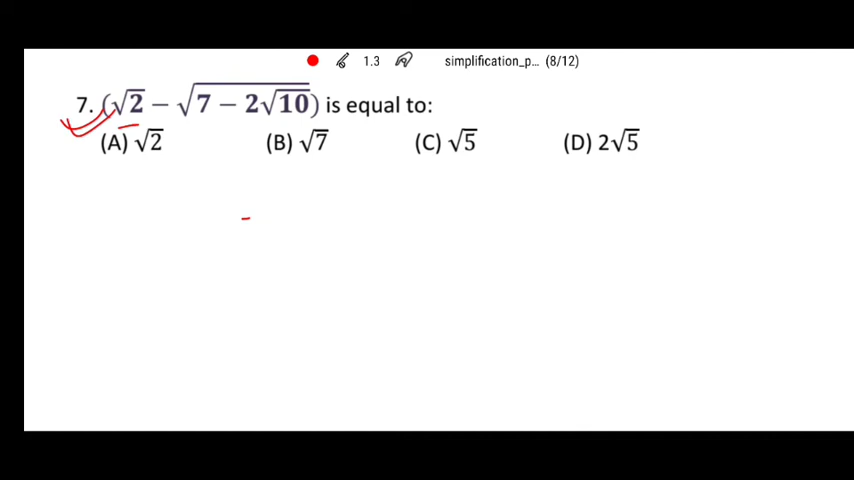 1.3 simplification_p... (8/12)
7. (√2 − √(7 − 2√10)) is equal to:
(A) √2 (B) √7 (C) √5 (D) 2√5